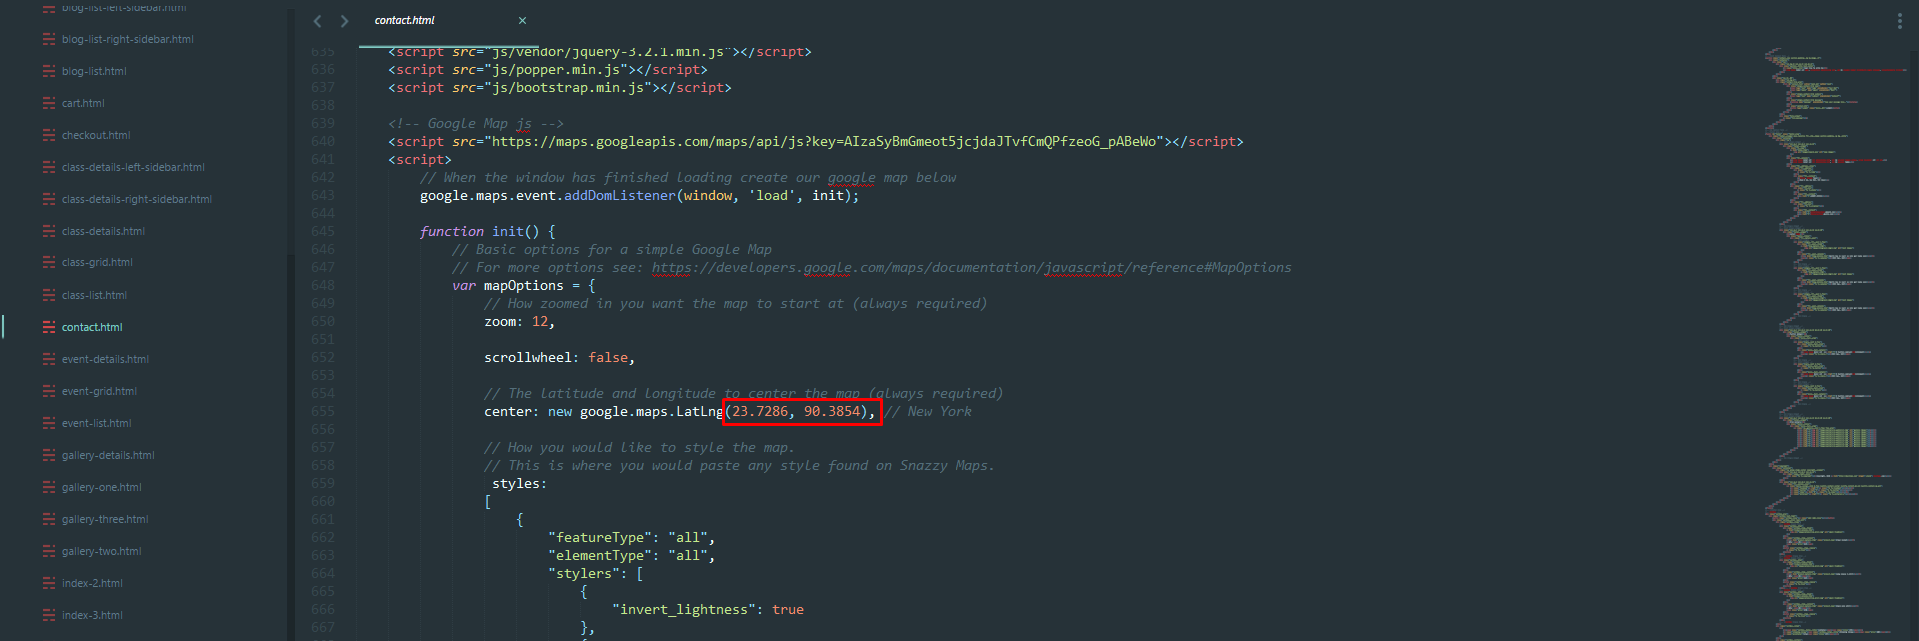 blog-list-left-sidebar.html
blog-list-right-sidebar.html
blog-list.html
cart.html
checkout.html
class-details-left-sidebar.html
class-details-right-sidebar.html
class-details.html
class-grid.html
class-list.html
contact.html
event-details.html
event-grid.html
event-list.html
gallery-details.html
gallery-one.html
gallery-three.html
gallery-two.html
index-2.html
index-3.html
contact.html ×
635 <script src="js/vendor/jquery-3.2.1.min.js"></script>
636 <script src="js/popper.min.js"></script>
637 <script src="js/bootstrap.min.js"></script>
638
639 <!-- Google Map js -->
640 <script src="https://maps.googleapis.com/maps/api/js?key=AIzaSyBmGmeot5jcjdaJTvfCmQPfzeoG_pABeWo"></script>
641 <script>
642 // When the window has finished loading create our google map below
643 google.maps.event.addDomListener(window, 'load', init);
644
645 function init() {
646 // Basic options for a simple Google Map
647 // For more options see: https://developers.google.com/maps/documentation/javascript/reference#MapOptions
648 var mapOptions = {
649 // How zoomed in you want the map to start at (always required)
650 zoom: 12,
651
652 scrollwheel: false,
653
654 // The latitude and longitude to center the map (always required)
655 center: new google.maps.LatLng(23.7286, 90.3854), // New York
656
657 // How you would like to style the map.
658 // This is where you would paste any style found on Snazzy Maps.
659 styles:
660 [
661 {
662 "featureType": "all",
663 "elementType": "all",
664 "stylers": [
665 {
666 "invert_lightness": true
667 },